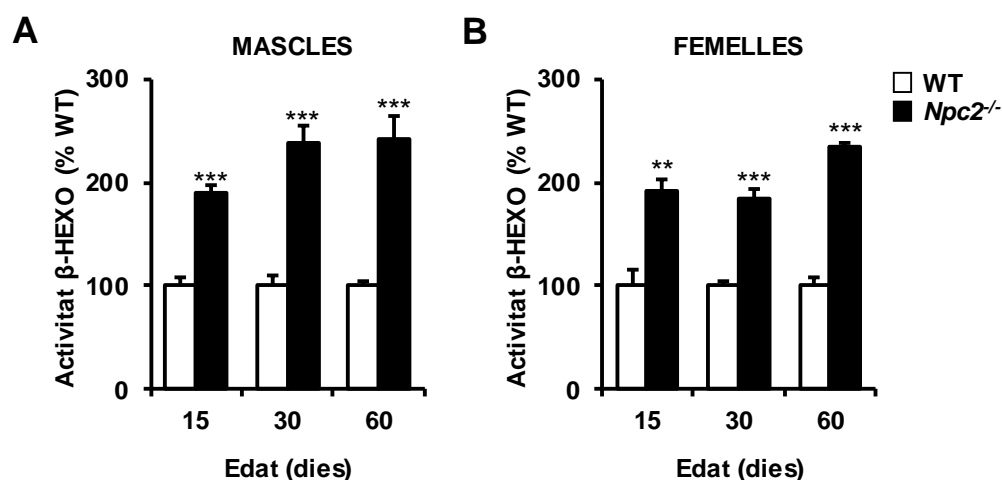 A
MASCLES
Activitat β-HEXO (% WT)
300
200
100
0
***
***
***
15 30 60
Edat (dies)
B
FEMELLES
Activitat β-HEXO (% WT)
300
200
100
0
**
***
***
15 30 60
Edat (dies)
WT
Npc2-/-